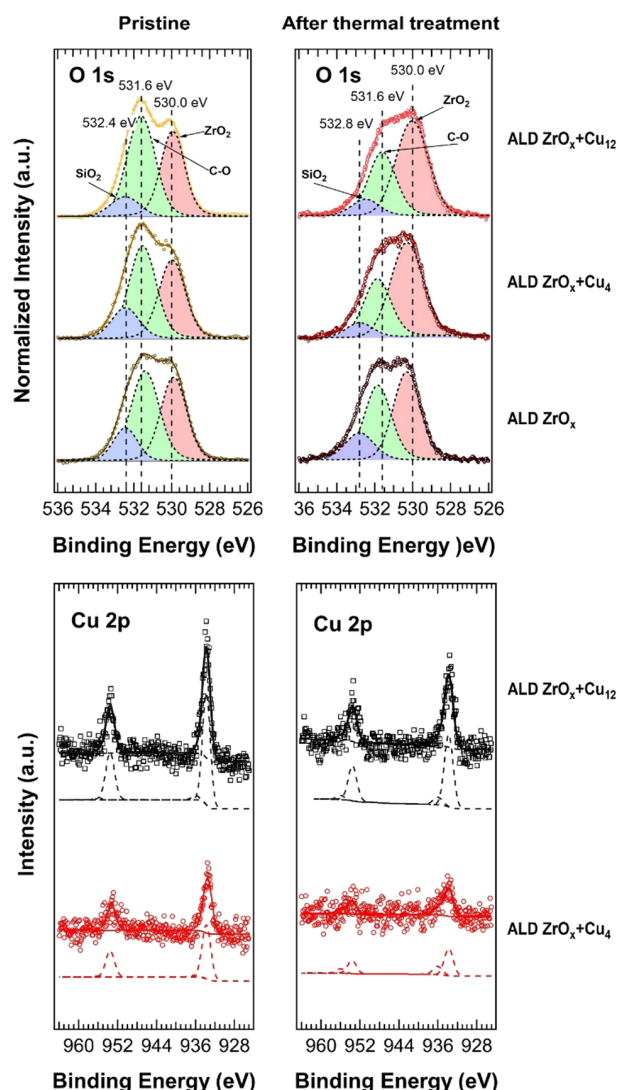 Pristine
After thermal treatment
O 1s
531.6 eV
532.4 eV
530.0 eV
ZrO₂
C-O
SiO₂
O 1s
530.0 eV
531.6 eV
532.8 eV
ZrO₂
C-O
SiO₂
ALD ZrOₓ+Cu₁₂
ALD ZrOₓ+Cu₄
ALD ZrOₓ
Normalized Intensity (a.u.)
536 534 532 530 528 526
36 534 532 530 528 526
Binding Energy (eV)
Binding Energy )eV)
Cu 2p
Cu 2p
ALD ZrOₓ+Cu₁₂
ALD ZrOₓ+Cu₄
Intensity (a.u.)
960 952 944 936 928
960 952 944 936 928
Binding Energy (eV)
Binding Energy (eV)